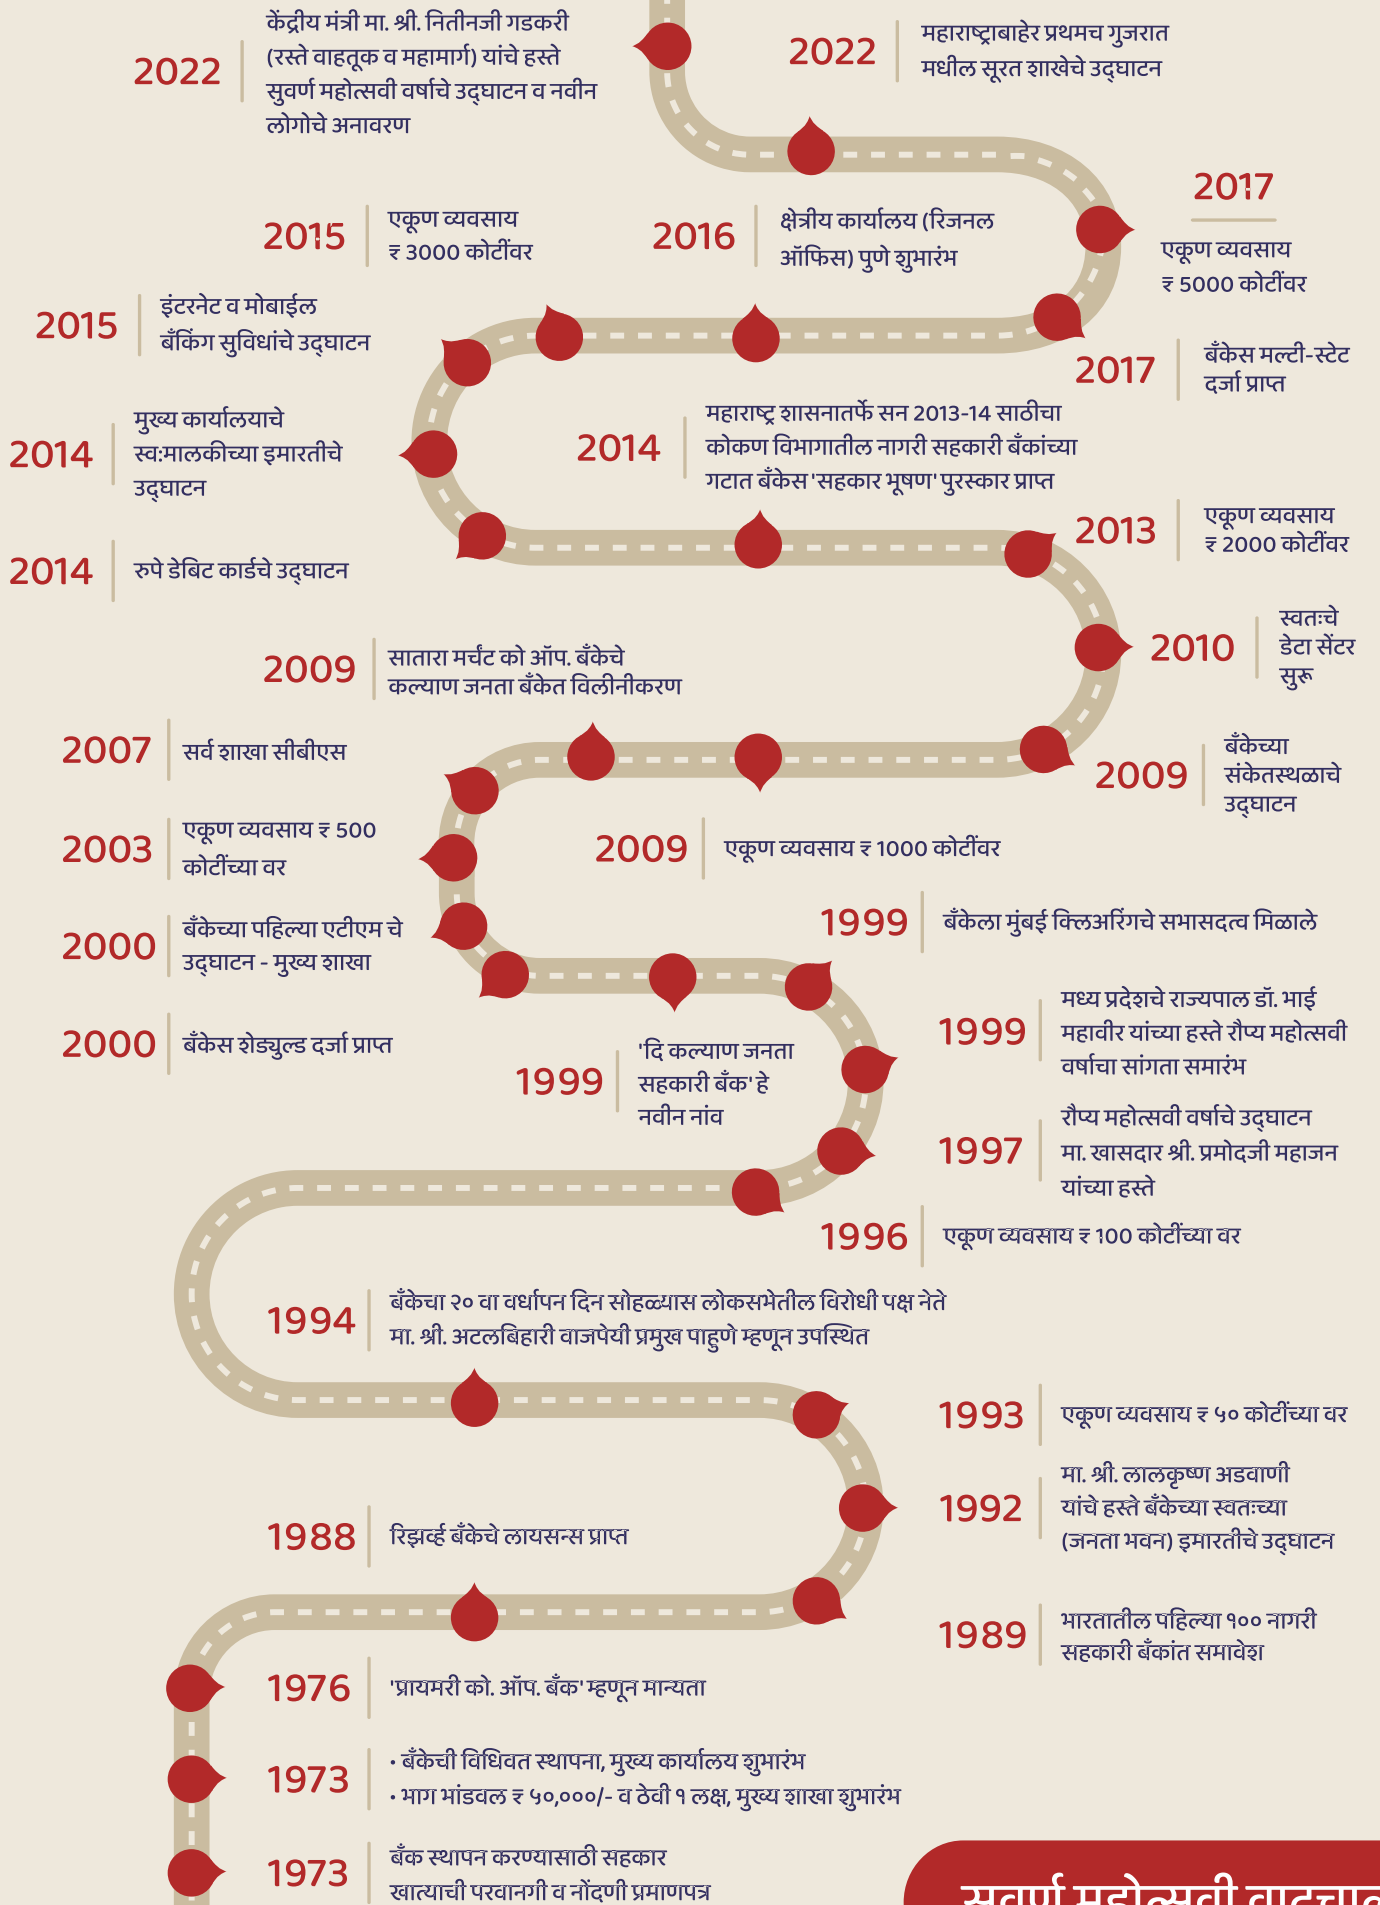 2022
केंद्रीय मंत्री मा. श्री. नितीनजी गडकरी
(रस्ते वाहतूक व महामार्ग) यांचे हस्ते
सुवर्ण महोत्सवी वर्षाचे उद्घाटन व नवीन
लोगोचे अनावरण
2022
महाराष्ट्राबाहेर प्रथमच गुजरात
मधील सूरत शाखेचे उद्घाटन
2017
एकूण व्यवसाय
₹ 5000 कोटींवर
2015
एकूण व्यवसाय
₹ 3000 कोटींवर
2016
क्षेत्रीय कार्यालय (रिजनल
ऑफिस) पुणे शुभारंभ
2015
इंटरनेट व मोबाईल
बँकिंग सुविधांचे उद्घाटन
2017
बँकेस मल्टी-स्टेट
दर्जा प्राप्त
2014
मुख्य कार्यालयाचे
स्व:मालकीच्या इमारतीचे
उद्घाटन
2014
महाराष्ट्र शासनातर्फे सन 2013-14 साठीचा
कोकण विभागातील नागरी सहकारी बँकांच्या
गटात बँकेस 'सहकार भूषण' पुरस्कार प्राप्त
2013
एकूण व्यवसाय
₹ 2000 कोटींवर
2014
रुपे डेबिट कार्डचे उद्घाटन
2010
स्वतःचे
डेटा सेंटर
सुरू
2009
सातारा मर्चंट को ऑप. बँकेचे
कल्याण जनता बँकेत विलीनीकरण
2007
सर्व शाखा सीबीएस
2009
बँकेच्या
संकेतस्थळाचे
उद्घाटन
2003
एकूण व्यवसाय ₹ 500
कोटींच्या वर
2009
एकूण व्यवसाय ₹ 1000 कोटींवर
2000
बँकेच्या पहिल्या एटीएम चे
उद्घाटन - मुख्य शाखा
1999
बँकेला मुंबई क्लिअरिंगचे सभासदत्व मिळाले
2000
बँकेस शेड्युल्ड दर्जा प्राप्त
1999
'दि कल्याण जनता
सहकारी बँक' हे
नवीन नांव
1999
मध्य प्रदेशचे राज्यपाल डॉ. भाई
महावीर यांच्या हस्ते रौप्य महोत्सवी
वर्षाचा सांगता समारंभ
1997
रौप्य महोत्सवी वर्षाचे उद्घाटन
मा. खासदार श्री. प्रमोदजी महाजन
यांच्या हस्ते
1996
एकूण व्यवसाय ₹ 100 कोटींच्या वर
1994
बँकेचा २० वा वर्धापन दिन सोहळ्यास लोकसभेतील विरोधी पक्ष नेते
मा. श्री. अटलबिहारी वाजपेयी प्रमुख पाहुणे म्हणून उपस्थित
1993
एकूण व्यवसाय ₹ ५० कोटींच्या वर
1992
मा. श्री. लालकृष्ण अडवाणी
यांचे हस्ते बँकेच्या स्वतःच्या
(जनता भवन) इमारतीचे उद्घाटन
1988
रिझर्व्ह बँकेचे लायसन्स प्राप्त
1989
भारतातील पहिल्या १०० नागरी
सहकारी बँकांत समावेश
1976
'प्रायमरी को. ऑप. बँक' म्हणून मान्यता
1973
• बँकेची विधिवत स्थापना, मुख्य कार्यालय शुभारंभ
• भाग भांडवल ₹ ५०,०००/- व ठेवी १ लक्ष, मुख्य शाखा शुभारंभ
1973
बँक स्थापन करण्यासाठी सहकार
खात्याची परवानगी व नोंदणी प्रमाणपत्र
सुवर्ण महोत्सवी